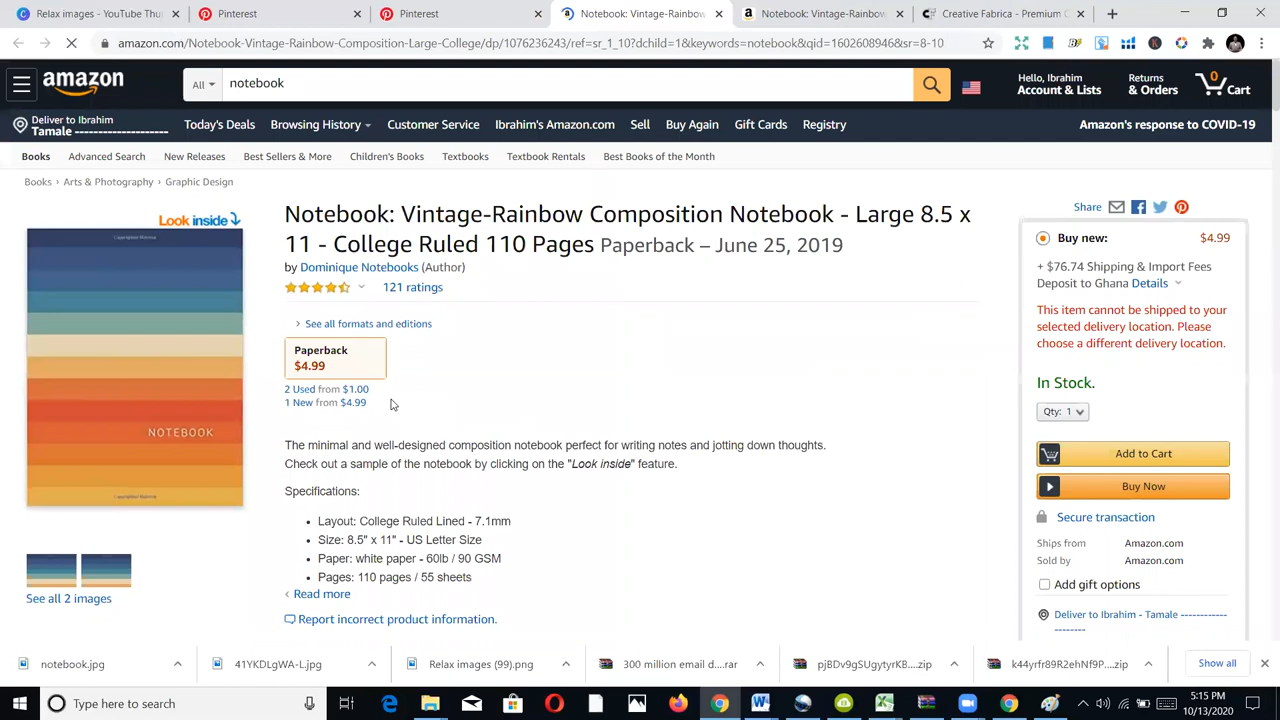 Relax images - YouTube
Pinterest
Pinterest
Notebook: Vintage-Rainbow
Notebook: Vintage-Rainbow
Creative Fabrica - Premium
amazon.com/Notebook-Vintage-Rainbow-Composition-Large-College/dp/1076236243/ref=sr_1_10?dchild=1&keywords=notebook&qid=1602608946&sr=8-10
amazon
All
notebook
Hello, Ibrahim
Account & Lists
Returns
& Orders
0
Cart
Deliver to Ibrahim
Tamale --------------------
Today's Deals
Browsing History
Customer Service
Ibrahim's Amazon.com
Sell
Buy Again
Gift Cards
Registry
Amazon's response to COVID-19
Books
Advanced Search
New Releases
Best Sellers & More
Children's Books
Textbooks
Textbook Rentals
Best Books of the Month
Books › Arts & Photography › Graphic Design
Look inside
NOTEBOOK
See all 2 images
Notebook: Vintage-Rainbow Composition Notebook - Large 8.5 x
11 - College Ruled 110 Pages Paperback – June 25, 2019
by Dominique Notebooks (Author)
121 ratings
› See all formats and editions
Paperback
$4.99
2 Used from $1.00
1 New from $4.99
The minimal and well-designed composition notebook perfect for writing notes and jotting down thoughts.
Check out a sample of the notebook by clicking on the "Look inside" feature.
Specifications:
• Layout: College Ruled Lined - 7.1mm
• Size: 8.5" x 11" - US Letter Size
• Paper: white paper - 60lb / 90 GSM
• Pages: 110 pages / 55 sheets
‹ Read more
Report incorrect product information.
Share
Buy new:
$4.99
+ $76.74 Shipping & Import Fees
Deposit to Ghana Details
This item cannot be shipped to your
selected delivery location. Please
choose a different delivery location.
In Stock.
Qty: 1
Add to Cart
Buy Now
Secure transaction
Ships from Amazon.com
Sold by Amazon.com
Add gift options
Deliver to Ibrahim - Tamale -----------
--------
notebook.jpg
41YKDLgWA-L.jpg
Relax images (99).png
300 million email d....rar
pjBDv9gSUgytyrKB....zip
k44yrfr89R2ehNf9P....zip
Show all
Type here to search
5:15 PM
10/13/2020